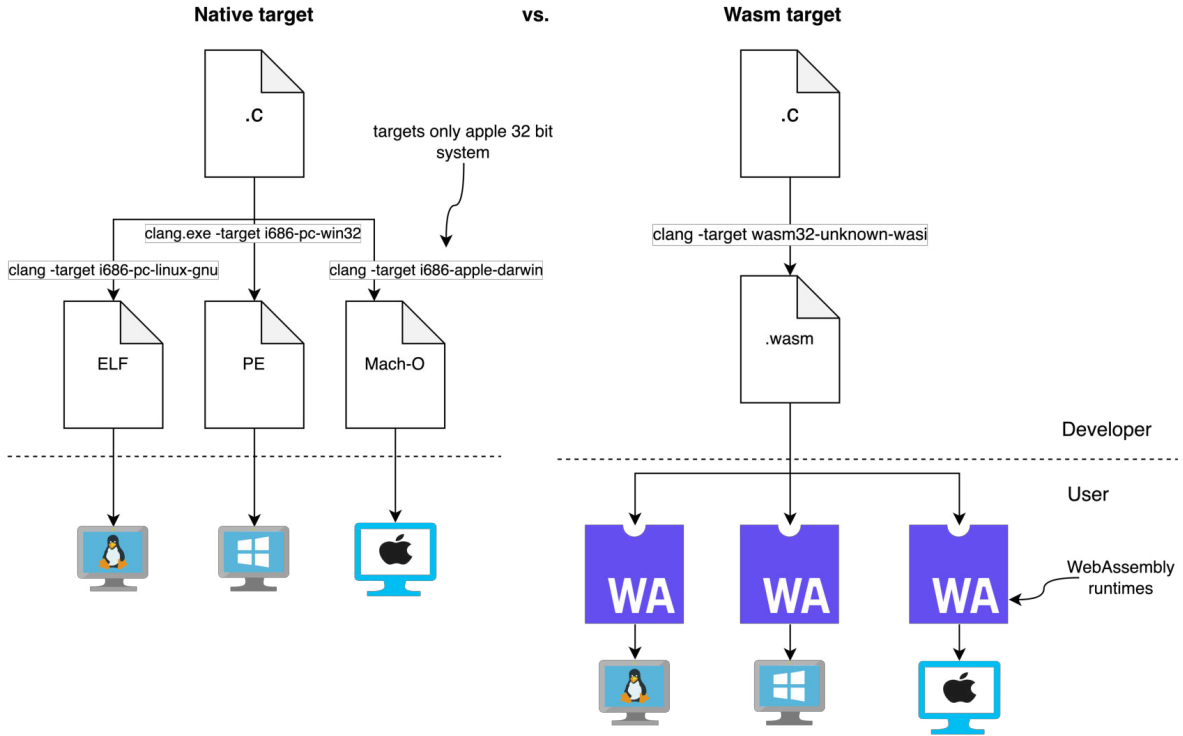 Native target
vs.
Wasm target
.C
targets only apple 32 bit
system
clang.exe -target i686-pc-win32
clang -target i686-pc-linux-gnu
clang -target i686-apple-darwin
ELF
PE
Mach-O
.C
clang -target wasm32-unknown-wasi
.wasm
Developer
User
WA
WA
WA
WebAssembly
runtimes